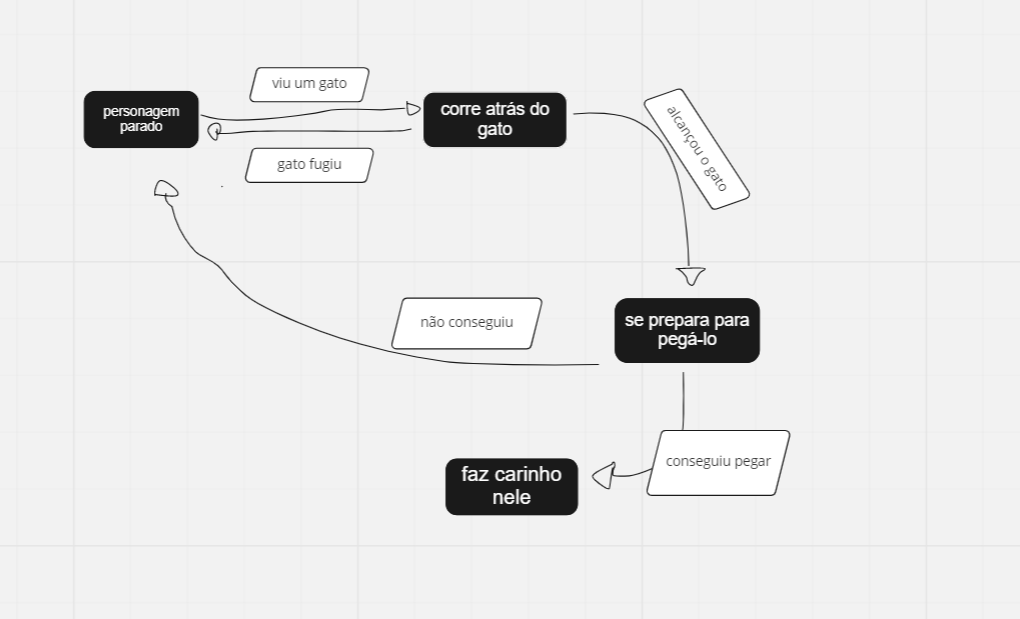 viu um gato
personagem
parado
corre atrás do
gato
alcançou o gato
gato fugiu
não conseguiu
se prepara para
pegá-lo
conseguiu pegar
faz carinho
nele